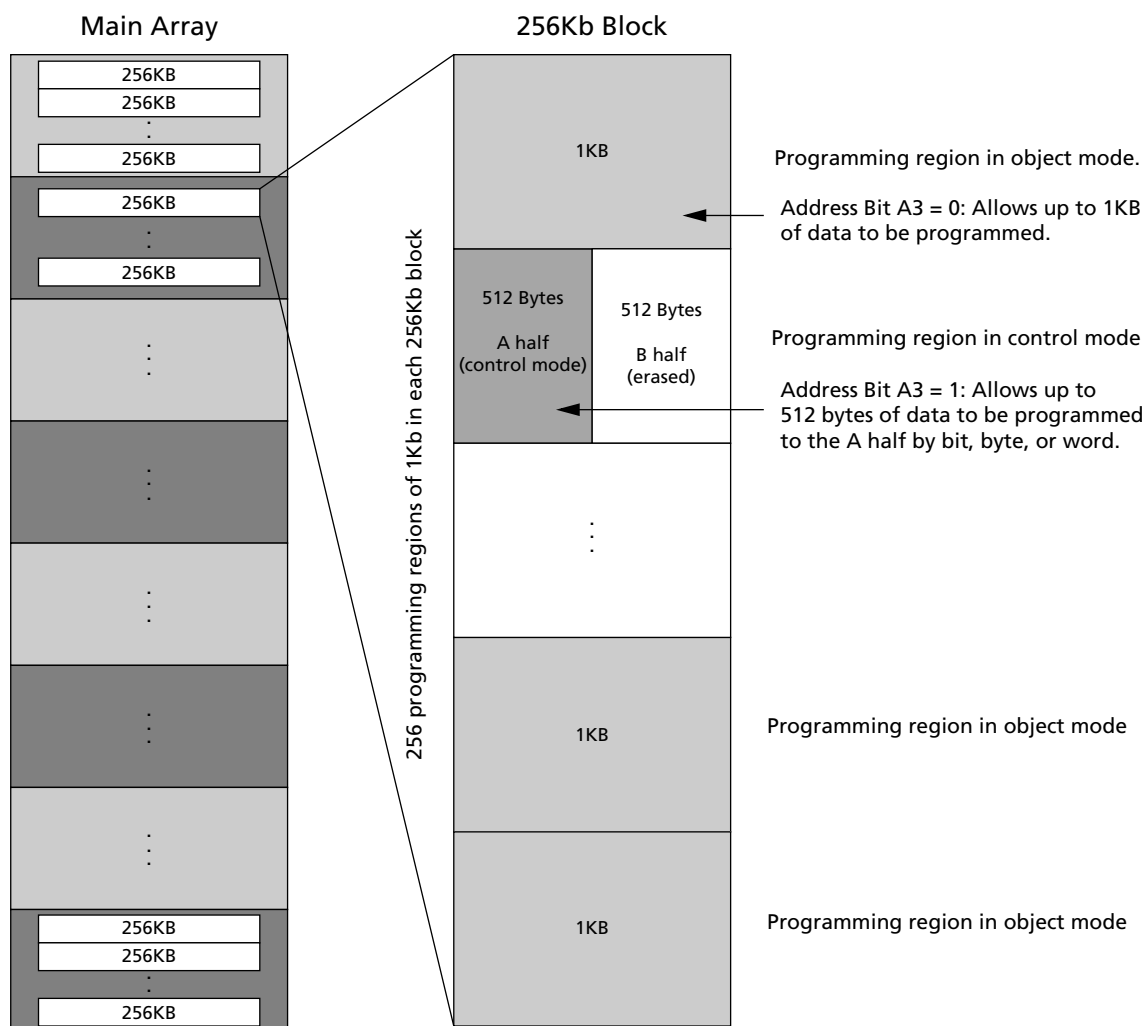 Main Array
256KB
256KB
256KB
256KB
256KB
256KB
256KB
256KB
256Kb Block
256 programming regions of 1Kb in each 256Kb block
1KB
Programming region in object mode.
Address Bit A3 = 0: Allows up to 1KB
of data to be programmed.
512 Bytes
A half
(control mode)
512 Bytes
B half
(erased)
Programming region in control mode
Address Bit A3 = 1: Allows up to
512 bytes of data to be programmed
to the A half by bit, byte, or word.
1KB
Programming region in object mode
1KB
Programming region in object mode